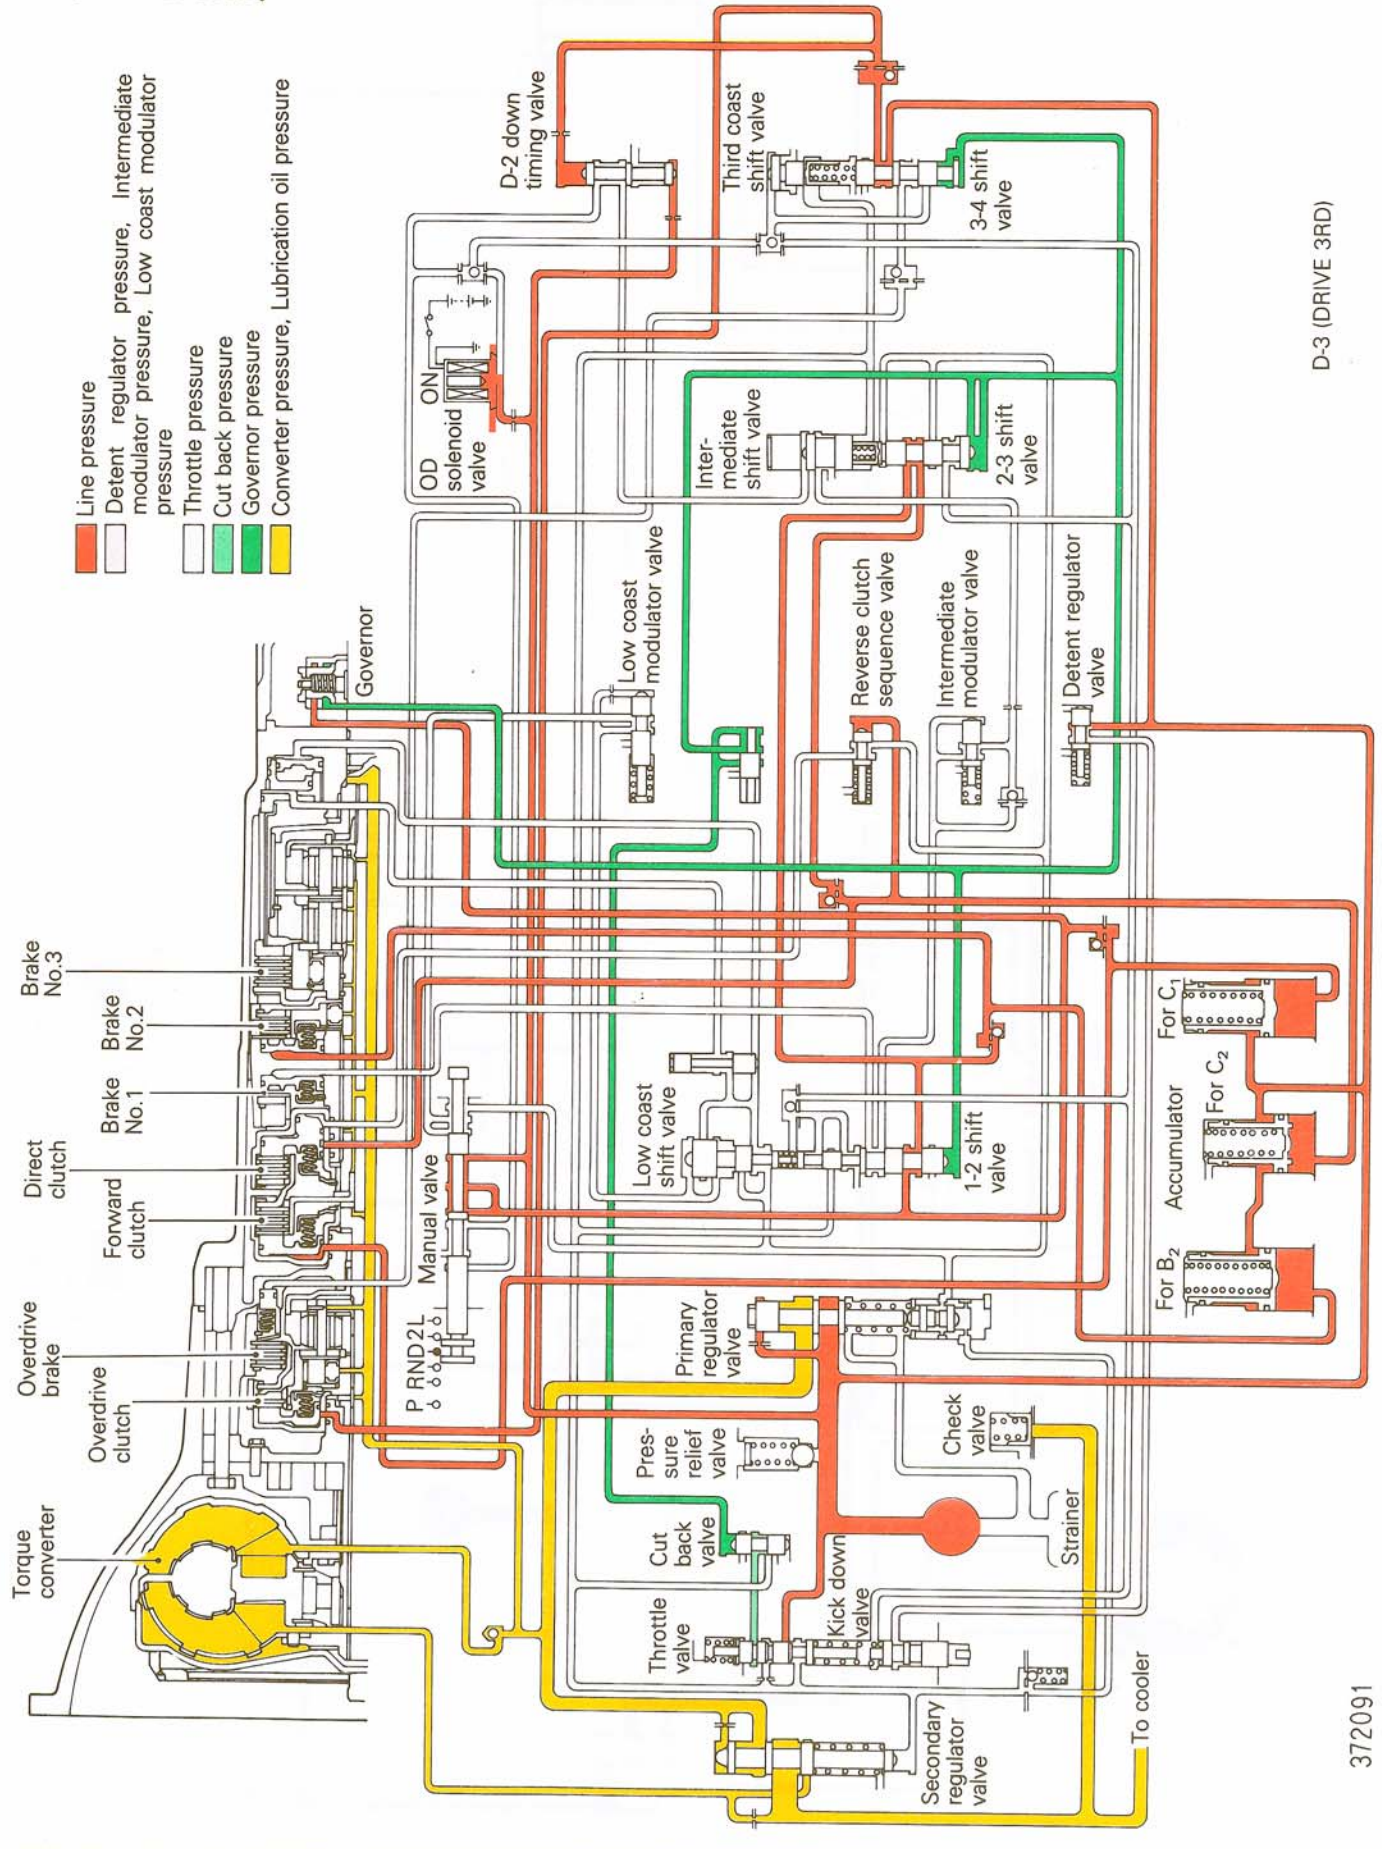 Torque
converter
Overdrive
clutch
Overdrive
brake
Forward
clutch
Direct
clutch
Brake
No.1
Brake
No.2
Brake
No.3
Governor
Line pressure
Detent regulator pressure, Intermediate
modulator pressure, Low coast modulator
pressure
Throttle pressure
Cut back pressure
Governor pressure
Converter pressure, Lubrication oil pressure
P RND2L
Manual valve
OD
solenoid
valve
ON
D-2 down
timing valve
Throttle
valve
Cut
back
valve
Pres-
sure
relief
valve
Primary
regulator
valve
Low coast
shift valve
Low coast
modulator valve
Inter-
mediate
shift valve
Third coast
shift valve
Kick down
valve
Check
valve
1-2 shift
valve
Reverse clutch
sequence valve
Intermediate
modulator valve
2-3 shift
valve
3-4 shift
valve
Secondary
regulator
valve
Strainer
Detent regulator
valve
To cooler
For B2
Accumulator
For C2
For C1
372091
D-3 (DRIVE 3RD)